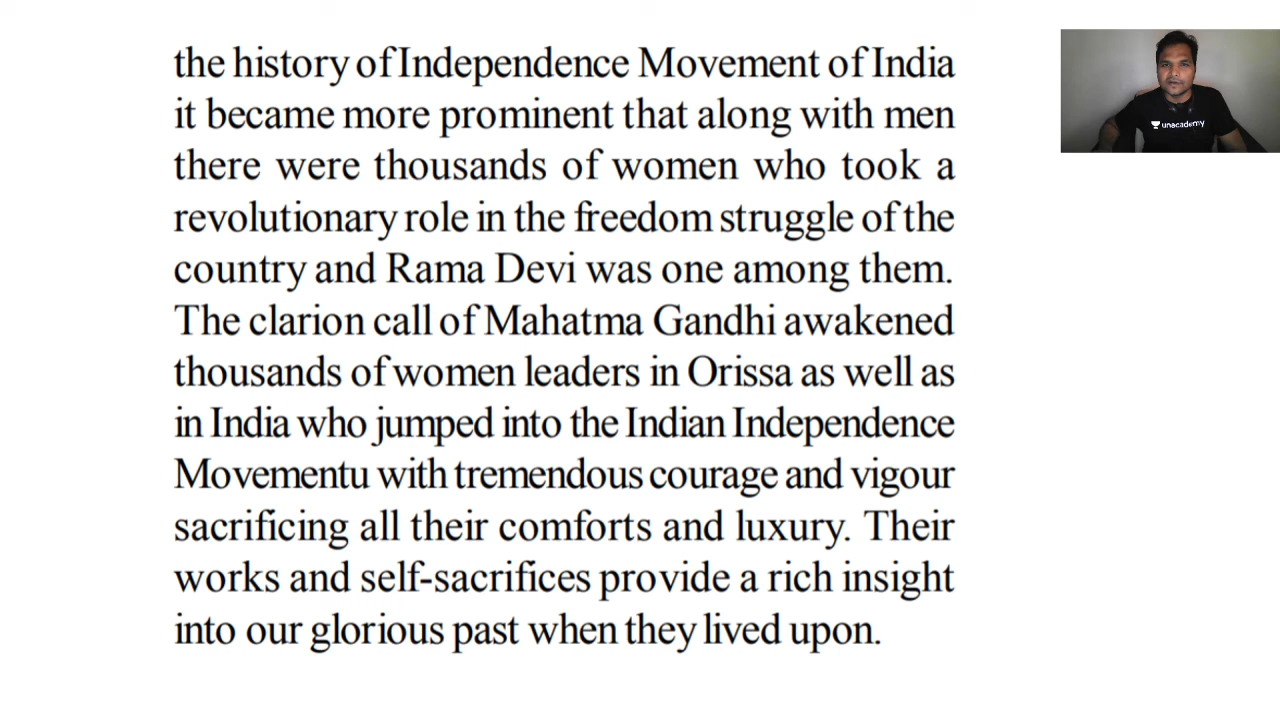 the history of Independence Movement of India
it became more prominent that along with men
there were thousands of women who took a
revolutionary role in the freedom struggle of the
country and Rama Devi was one among them.
The clarion call of Mahatma Gandhi awakened
thousands of women leaders in Orissa as well as
in India who jumped into the Indian Independence
Movementu with tremendous courage and vigour
sacrificing all their comforts and luxury. Their
works and self-sacrifices provide a rich insight
into our glorious past when they lived upon.
unacademy